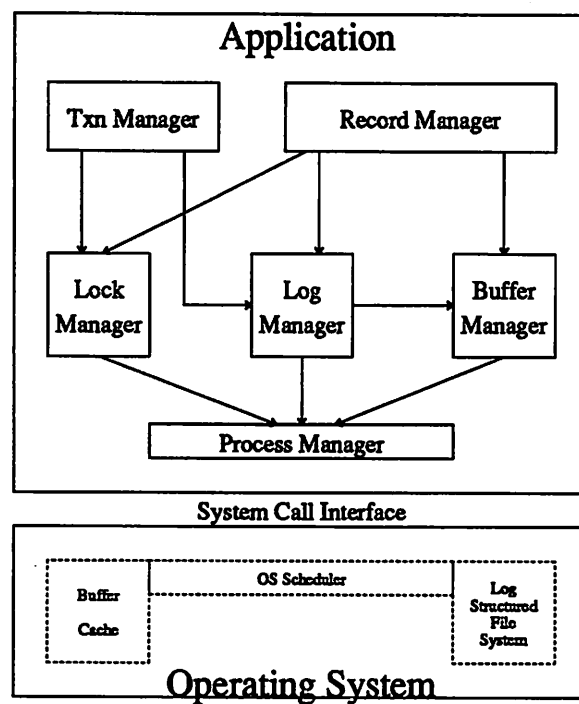 Application
Txn Manager
Record Manager
Lock
Manager
Log
Manager
Buffer
Manager
Process Manager
System Call Interface
Buffer
Cache
OS Scheduler
Log
Structured
File
System
Operating System